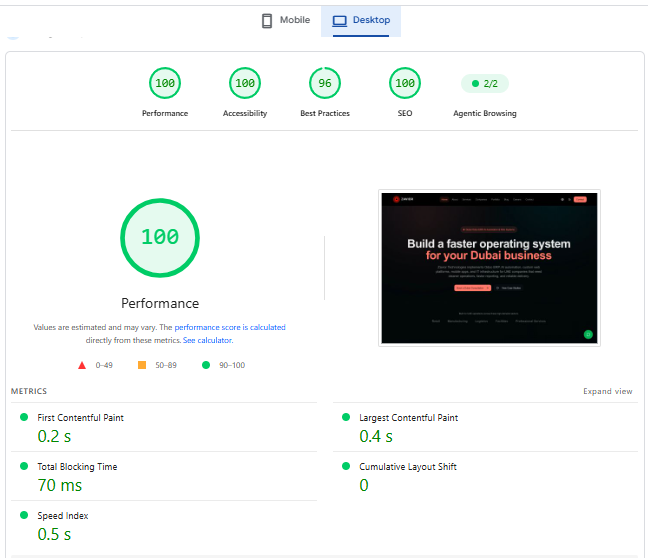 Mobile
Desktop
100
100
96
100
2/2
Performance
Accessibility
Best Practices
SEO
Agentic Browsing
100
Performance
Values are estimated and may vary. The performance score is calculated
directly from these metrics. See calculator.
0–49
50–89
90–100
Build a faster operating system
for your Dubai business
METRICS
Expand view
First Contentful Paint
0.2 s
Largest Contentful Paint
0.4 s
Total Blocking Time
70 ms
Cumulative Layout Shift
0
Speed Index
0.5 s